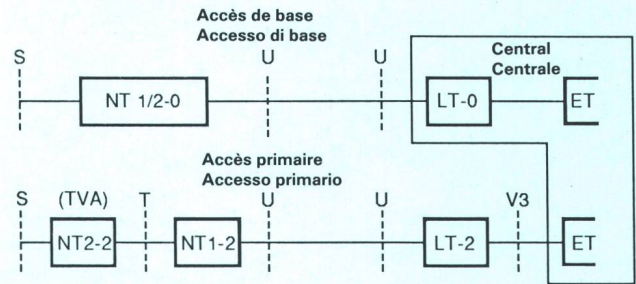 Accès de base
Accesso di base
S
U
U
Central
Centrale
NT 1/2-0
LT-0
ET
Accès primaire
Accesso primario
S
(TVA)
T
U
U
V3
NT2-2
NT1-2
LT-2
ET